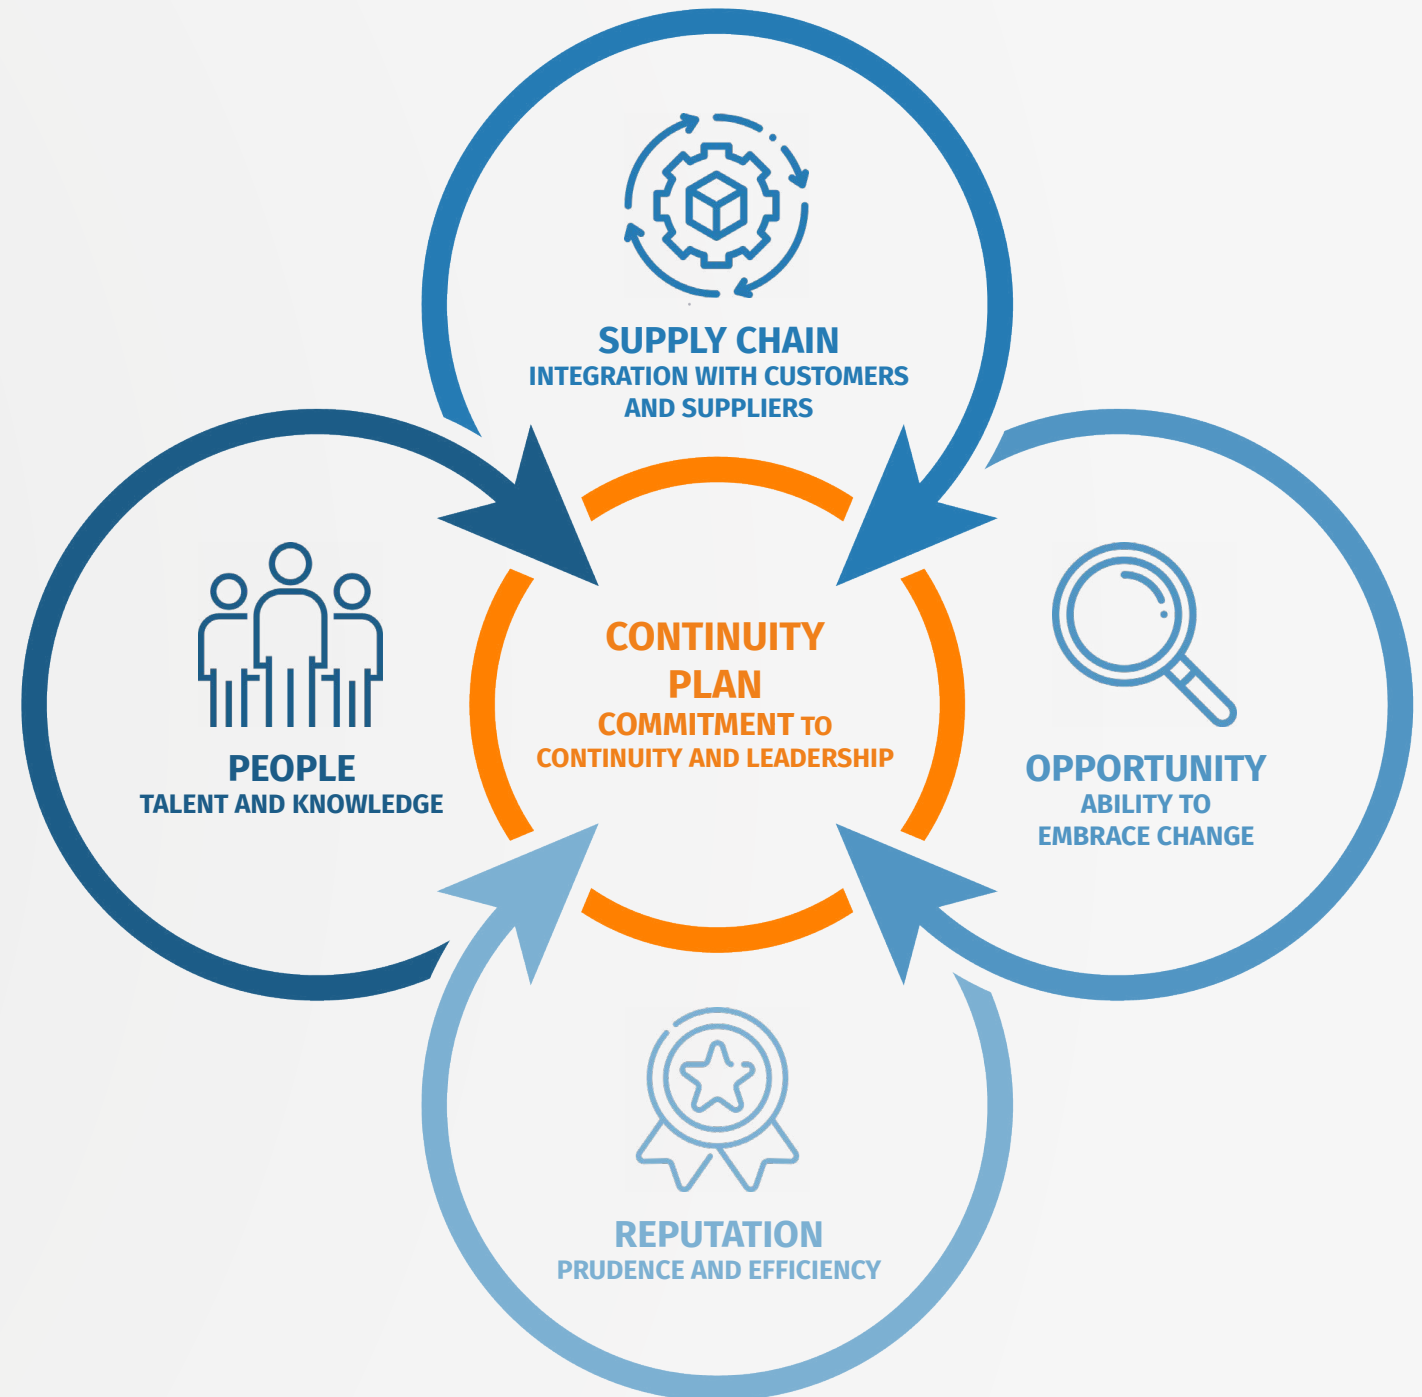 SUPPLY CHAIN
INTEGRATION WITH CUSTOMERS
AND SUPPLIERS
CONTINUITY
PLAN
COMMITMENT TO
CONTINUITY AND LEADERSHIP
PEOPLE
TALENT AND KNOWLEDGE
OPPORTUNITY
ABILITY TO
EMBRACE CHANGE
REPUTATION
PRUDENCE AND EFFICIENCY